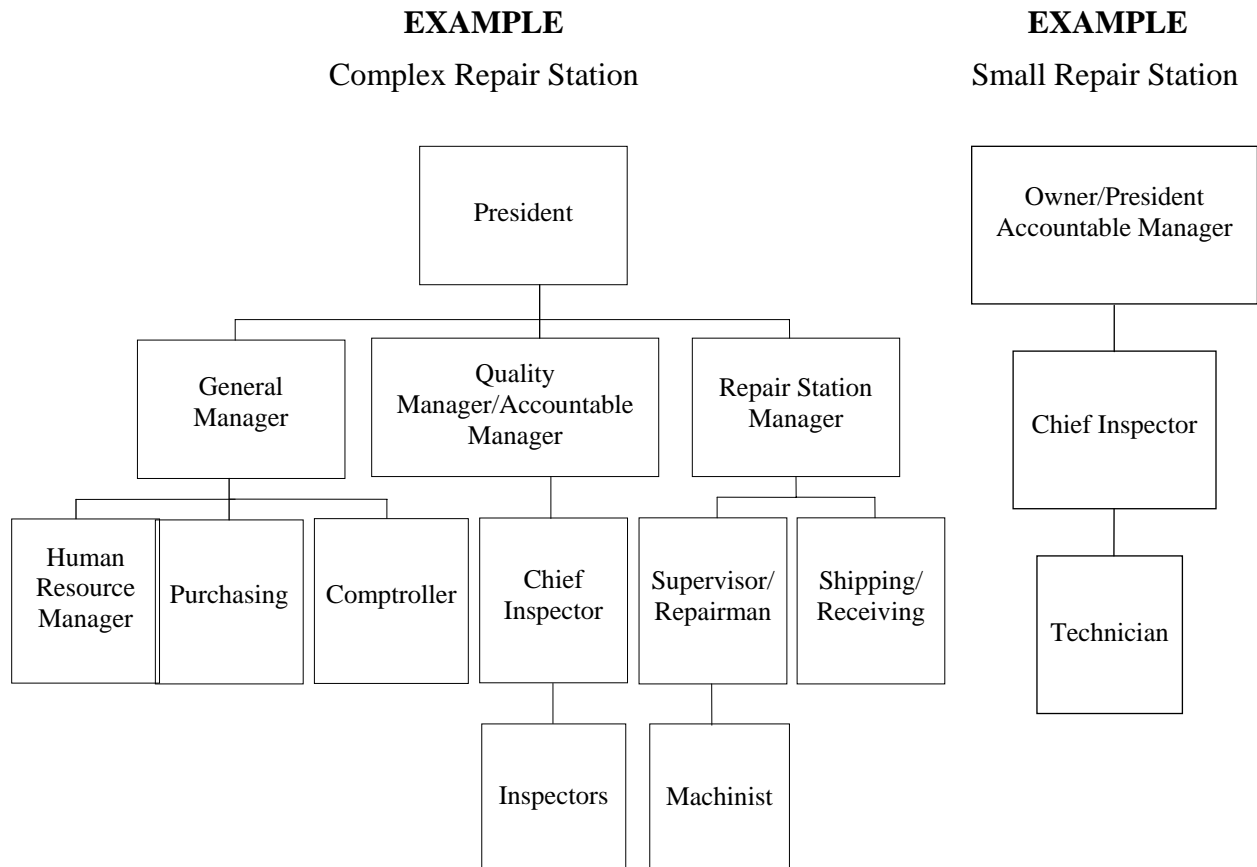 EXAMPLE
Complex Repair Station
EXAMPLE
Small Repair Station
President
Owner/President
Accountable Manager
General
Manager
Quality
Manager/Accountable
Manager
Repair Station
Manager
Chief Inspector
Human
Resource
Manager
Purchasing
Comptroller
Chief
Inspector
Supervisor/
Repairman
Shipping/
Receiving
Technician
Inspectors
Machinist